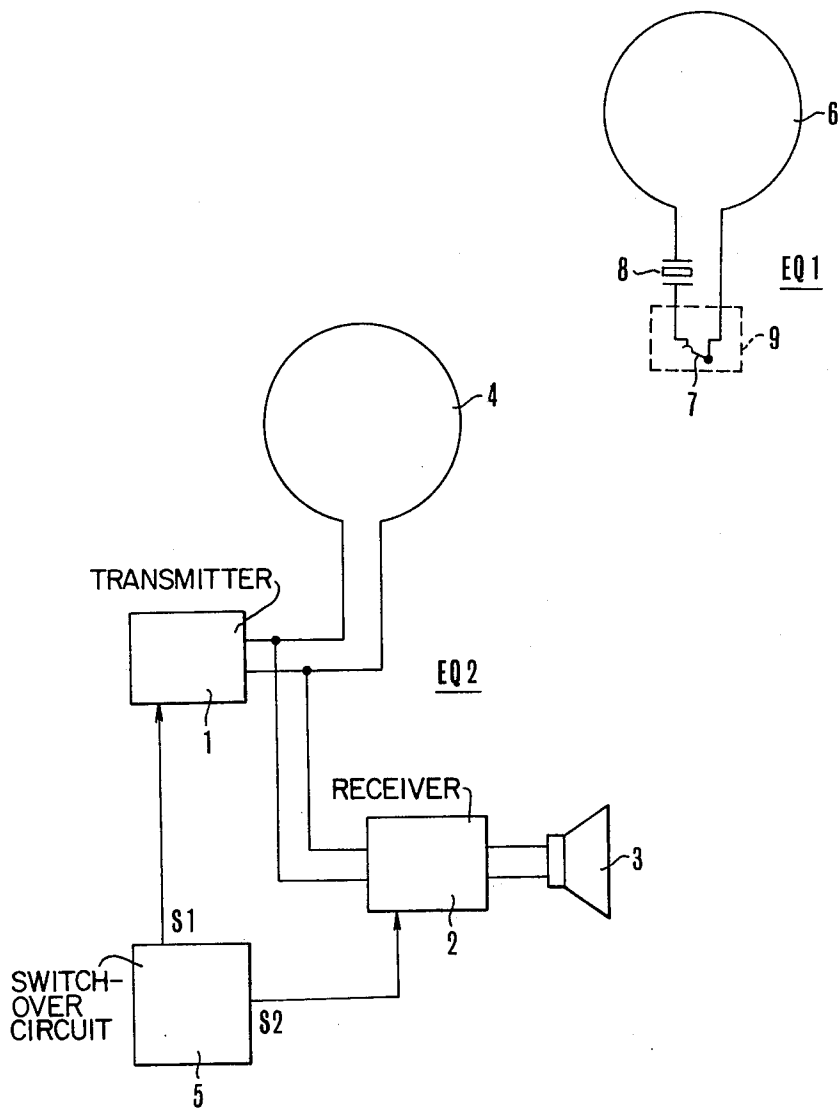 6
8
EQ1
9
7
4
TRANSMITTER
EQ2
1
RECEIVER
3
S1
2
SWITCH-
OVER
CIRCUIT
S2
5